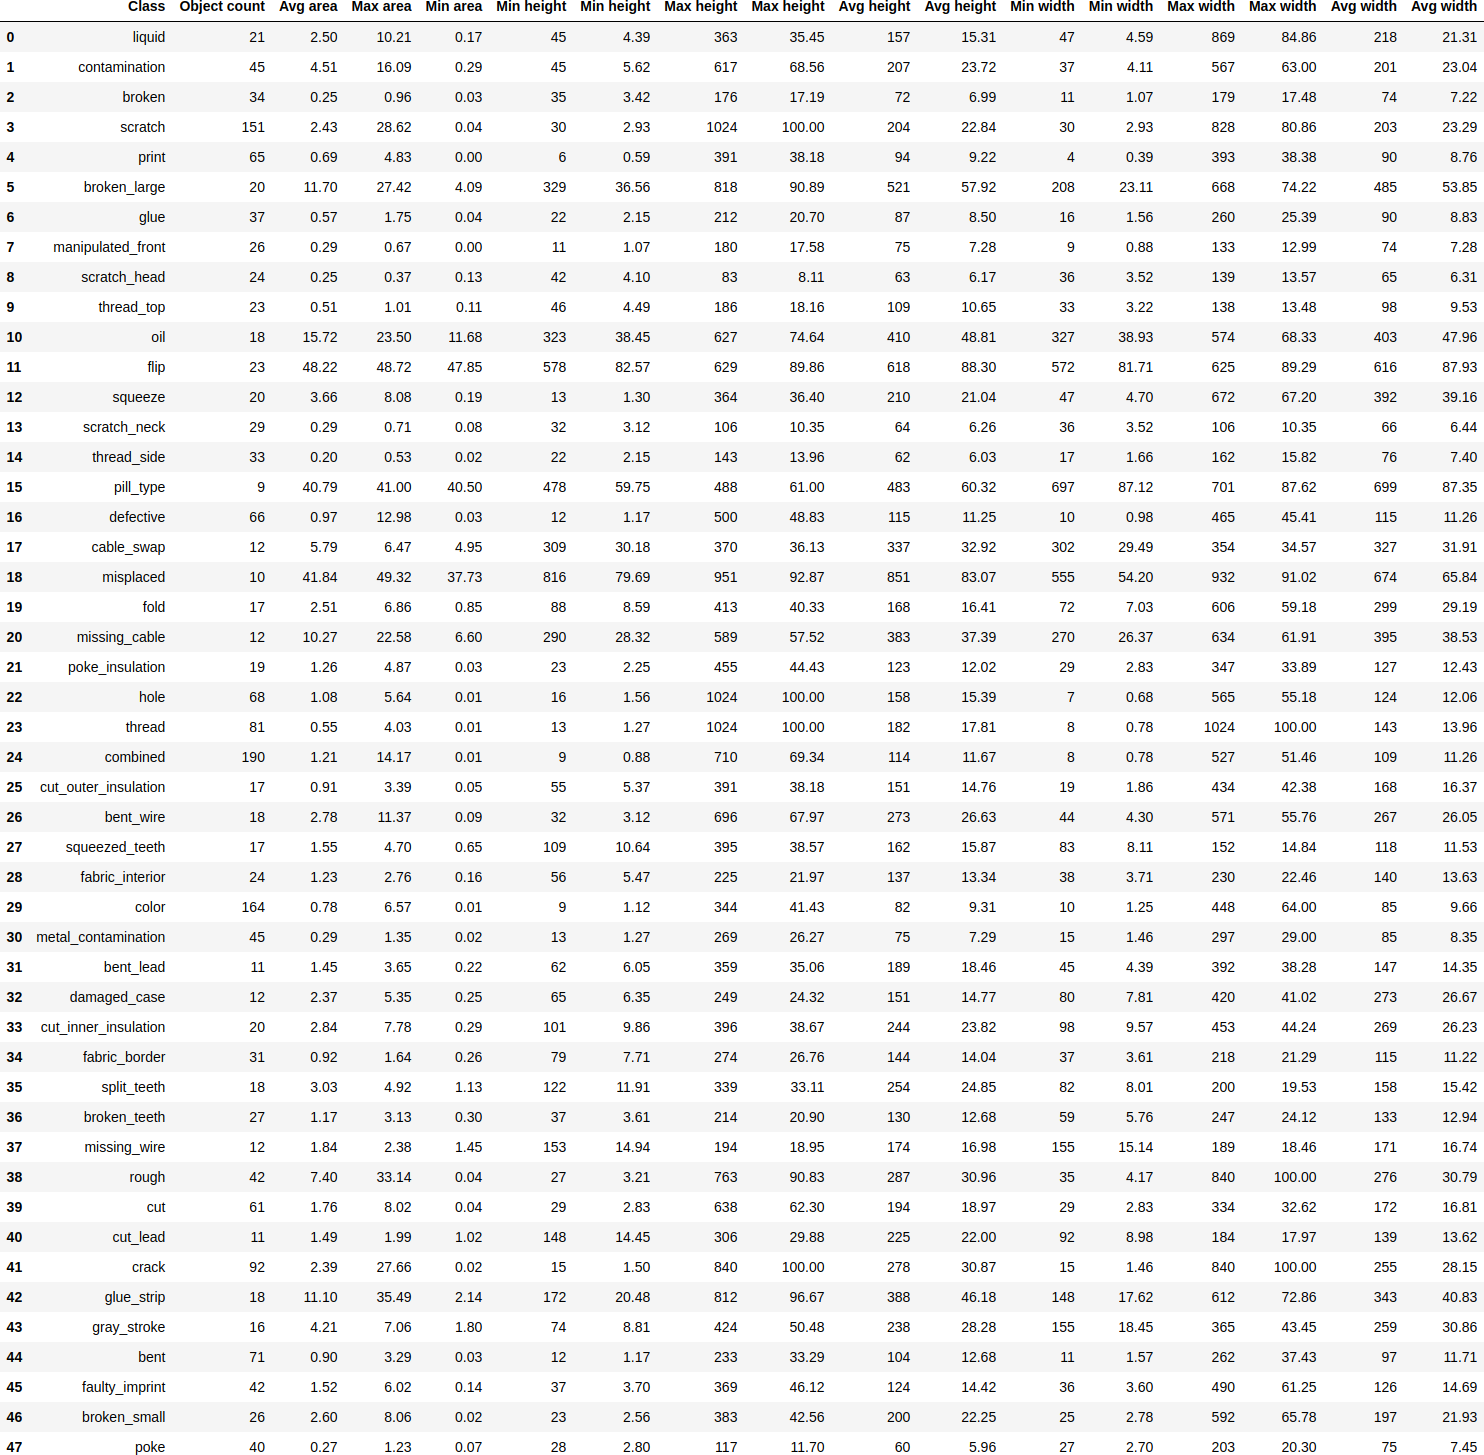 Class Object count Avg area Max area Min area Min height Min height Max height Max height Avg height Avg height Min width Min width Max width Max width Avg width Avg width
0 liquid 21 2.50 10.21 0.17 45 4.39 363 35.45 157 15.31 47 4.59 869 84.86 218 21.31
1 contamination 45 4.51 16.09 0.29 45 5.62 617 68.56 207 23.72 37 4.11 567 63.00 201 23.04
2 broken 34 0.25 0.96 0.03 35 3.42 176 17.19 72 6.99 11 1.07 179 17.48 74 7.22
3 scratch 151 2.43 28.62 0.04 30 2.93 1024 100.00 204 22.84 30 2.93 828 80.86 203 23.29
4 print 65 0.69 4.83 0.00 6 0.59 391 38.18 94 9.22 4 0.39 393 38.38 90 8.76
5 broken_large 20 11.70 27.42 4.09 329 36.56 818 90.89 521 57.92 208 23.11 668 74.22 485 53.85
6 glue 37 0.57 1.75 0.04 22 2.15 212 20.70 87 8.50 16 1.56 260 25.39 90 8.83
7 manipulated_front 26 0.29 0.67 0.00 11 1.07 180 17.58 75 7.28 9 0.88 133 12.99 74 7.28
8 scratch_head 24 0.25 0.37 0.13 42 4.10 83 8.11 63 6.17 36 3.52 139 13.57 65 6.31
9 thread_top 23 0.51 1.01 0.11 46 4.49 186 18.16 109 10.65 33 3.22 138 13.48 98 9.53
10 oil 18 15.72 23.50 11.68 323 38.45 627 74.64 410 48.81 327 38.93 574 68.33 403 47.96
11 flip 23 48.22 48.72 47.85 578 82.57 629 89.86 618 88.30 572 81.71 625 89.29 616 87.93
12 squeeze 20 3.66 8.08 0.19 13 1.30 364 36.40 210 21.04 47 4.70 672 67.20 392 39.16
13 scratch_neck 29 0.29 0.71 0.08 32 3.12 106 10.35 64 6.26 36 3.52 106 10.35 66 6.44
14 thread_side 33 0.20 0.53 0.02 22 2.15 143 13.96 62 6.03 17 1.66 162 15.82 76 7.40
15 pill_type 9 40.79 41.00 40.50 478 59.75 488 61.00 483 60.32 697 87.12 701 87.62 699 87.35
16 defective 66 0.97 12.98 0.03 12 1.17 500 48.83 115 11.25 10 0.98 465 45.41 115 11.26
17 cable_swap 12 5.79 6.47 4.95 309 30.18 370 36.13 337 32.92 302 29.49 354 34.57 327 31.91
18 misplaced 10 41.84 49.32 37.73 816 79.69 951 92.87 851 83.07 555 54.20 932 91.02 674 65.84
19 fold 17 2.51 6.86 0.85 88 8.59 413 40.33 168 16.41 72 7.03 606 59.18 299 29.19
20 missing_cable 12 10.27 22.58 6.60 290 28.32 589 57.52 383 37.39 270 26.37 634 61.91 395 38.53
21 poke_insulation 19 1.26 4.87 0.03 23 2.25 455 44.43 123 12.02 29 2.83 347 33.89 127 12.43
22 hole 68 1.08 5.64 0.01 16 1.56 1024 100.00 158 15.39 7 0.68 565 55.18 124 12.06
23 thread 81 0.55 4.03 0.01 13 1.27 1024 100.00 182 17.81 8 0.78 1024 100.00 143 13.96
24 combined 190 1.21 14.17 0.01 9 0.88 710 69.34 114 11.67 8 0.78 527 51.46 109 11.26
25 cut_outer_insulation 17 0.91 3.39 0.05 55 5.37 391 38.18 151 14.76 19 1.86 434 42.38 168 16.37
26 bent_wire 18 2.78 11.37 0.09 32 3.12 696 67.97 273 26.63 44 4.30 571 55.76 267 26.05
27 squeezed_teeth 17 1.55 4.70 0.65 109 10.64 395 38.57 162 15.87 83 8.11 152 14.84 118 11.53
28 fabric_interior 24 1.23 2.76 0.16 56 5.47 225 21.97 137 13.34 38 3.71 230 22.46 140 13.63
29 color 164 0.78 6.57 0.01 9 1.12 344 41.43 82 9.31 10 1.25 448 64.00 85 9.66
30 metal_contamination 45 0.29 1.35 0.02 13 1.27 269 26.27 75 7.29 15 1.46 297 29.00 85 8.35
31 bent_lead 11 1.45 3.65 0.22 62 6.05 359 35.06 189 18.46 45 4.39 392 38.28 147 14.35
32 damaged_case 12 2.37 5.35 0.25 65 6.35 249 24.32 151 14.77 80 7.81 420 41.02 273 26.67
33 cut_inner_insulation 20 2.84 7.78 0.29 101 9.86 396 38.67 244 23.82 98 9.57 453 44.24 269 26.23
34 fabric_border 31 0.92 1.64 0.26 79 7.71 274 26.76 144 14.04 37 3.61 218 21.29 115 11.22
35 split_teeth 18 3.03 4.92 1.13 122 11.91 339 33.11 254 24.85 82 8.01 200 19.53 158 15.42
36 broken_teeth 27 1.17 3.13 0.30 37 3.61 214 20.90 130 12.68 59 5.76 247 24.12 133 12.94
37 missing_wire 12 1.84 2.38 1.45 153 14.94 194 18.95 174 16.98 155 15.14 189 18.46 171 16.74
38 rough 42 7.40 33.14 0.04 27 3.21 763 90.83 287 30.96 35 4.17 840 100.00 276 30.79
39 cut 61 1.76 8.02 0.04 29 2.83 638 62.30 194 18.97 29 2.83 334 32.62 172 16.81
40 cut_lead 11 1.49 1.99 1.02 148 14.45 306 29.88 225 22.00 92 8.98 184 17.97 139 13.62
41 crack 92 2.39 27.66 0.02 15 1.50 840 100.00 278 30.87 15 1.46 840 100.00 255 28.15
42 glue_strip 18 11.10 35.49 2.14 172 20.48 812 96.67 388 46.18 148 17.62 612 72.86 343 40.83
43 gray_stroke 16 4.21 7.06 1.80 74 8.81 424 50.48 238 28.28 155 18.45 365 43.45 259 30.86
44 bent 71 0.90 3.29 0.03 12 1.17 233 33.29 104 12.68 11 1.57 262 37.43 97 11.71
45 faulty_imprint 42 1.52 6.02 0.14 37 3.70 369 46.12 124 14.42 36 3.60 490 61.25 126 14.69
46 broken_small 26 2.60 8.06 0.02 23 2.56 383 42.56 200 22.25 25 2.78 592 65.78 197 21.93
47 poke 40 0.27 1.23 0.07 28 2.80 117 11.70 60 5.96 27 2.70 203 20.30 75 7.45